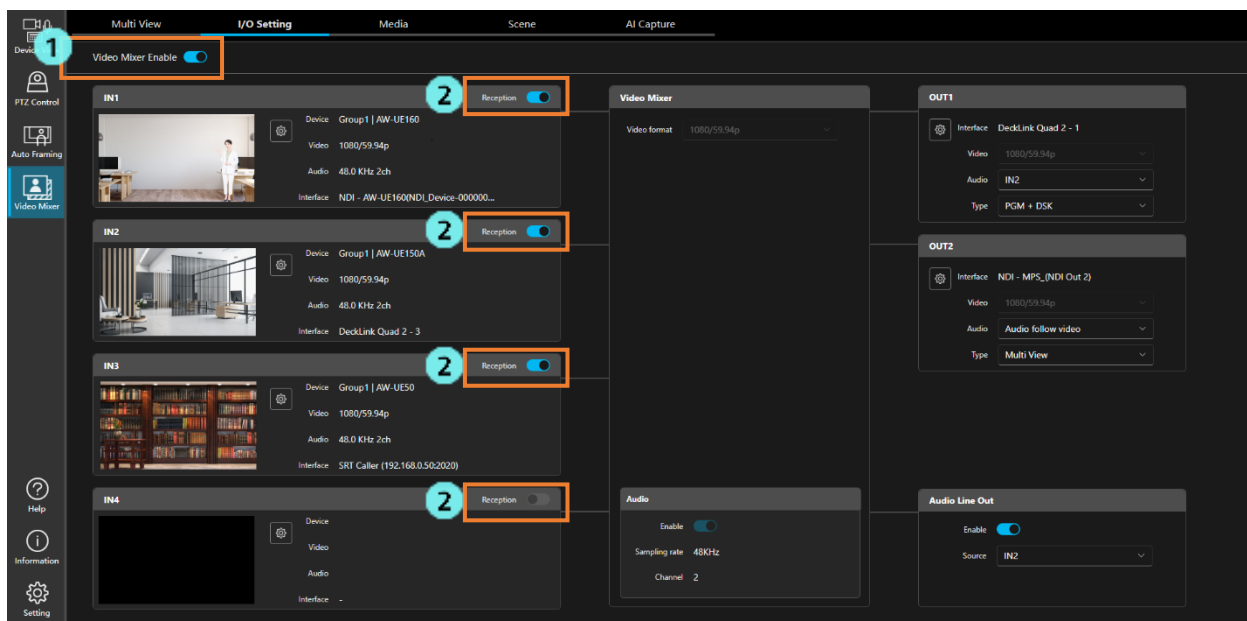 Multi View
I/O Setting
Media
Scene
AI Capture
1
Video Mixer Enable
PTZ Control
Auto Framing
Video Mixer
Help
Information
Setting
IN1
2
Reception
Device Group1 | AW-UE160
Video 1080/59.94p
Audio 48.0 KHz 2ch
Interface NDI - AW-UE160(NDI_Device-000000...
IN2
2
Reception
Device Group1 | AW-UE150A
Video 1080/59.94p
Audio 48.0 KHz 2ch
Interface DeckLink Quad 2 - 3
IN3
2
Reception
Device Group1 | AW-UE50
Video 1080/59.94p
Audio 48.0 KHz 2ch
Interface SRT Caller (192.168.0.50:2020)
IN4
2
Reception
Device
Video
Audio
Interface -
Video Mixer
Video format 1080/59.94p
Audio
Enable
Sampling rate 48KHz
Channel 2
OUT1
Interface DeckLink Quad 2 - 1
Video 1080/59.94p
Audio IN2
Type PGM + DSK
OUT2
Interface NDI - MPS_(NDI Out 2)
Video 1080/59.94p
Audio Audio follow video
Type Multi View
Audio Line Out
Enable
Source IN2